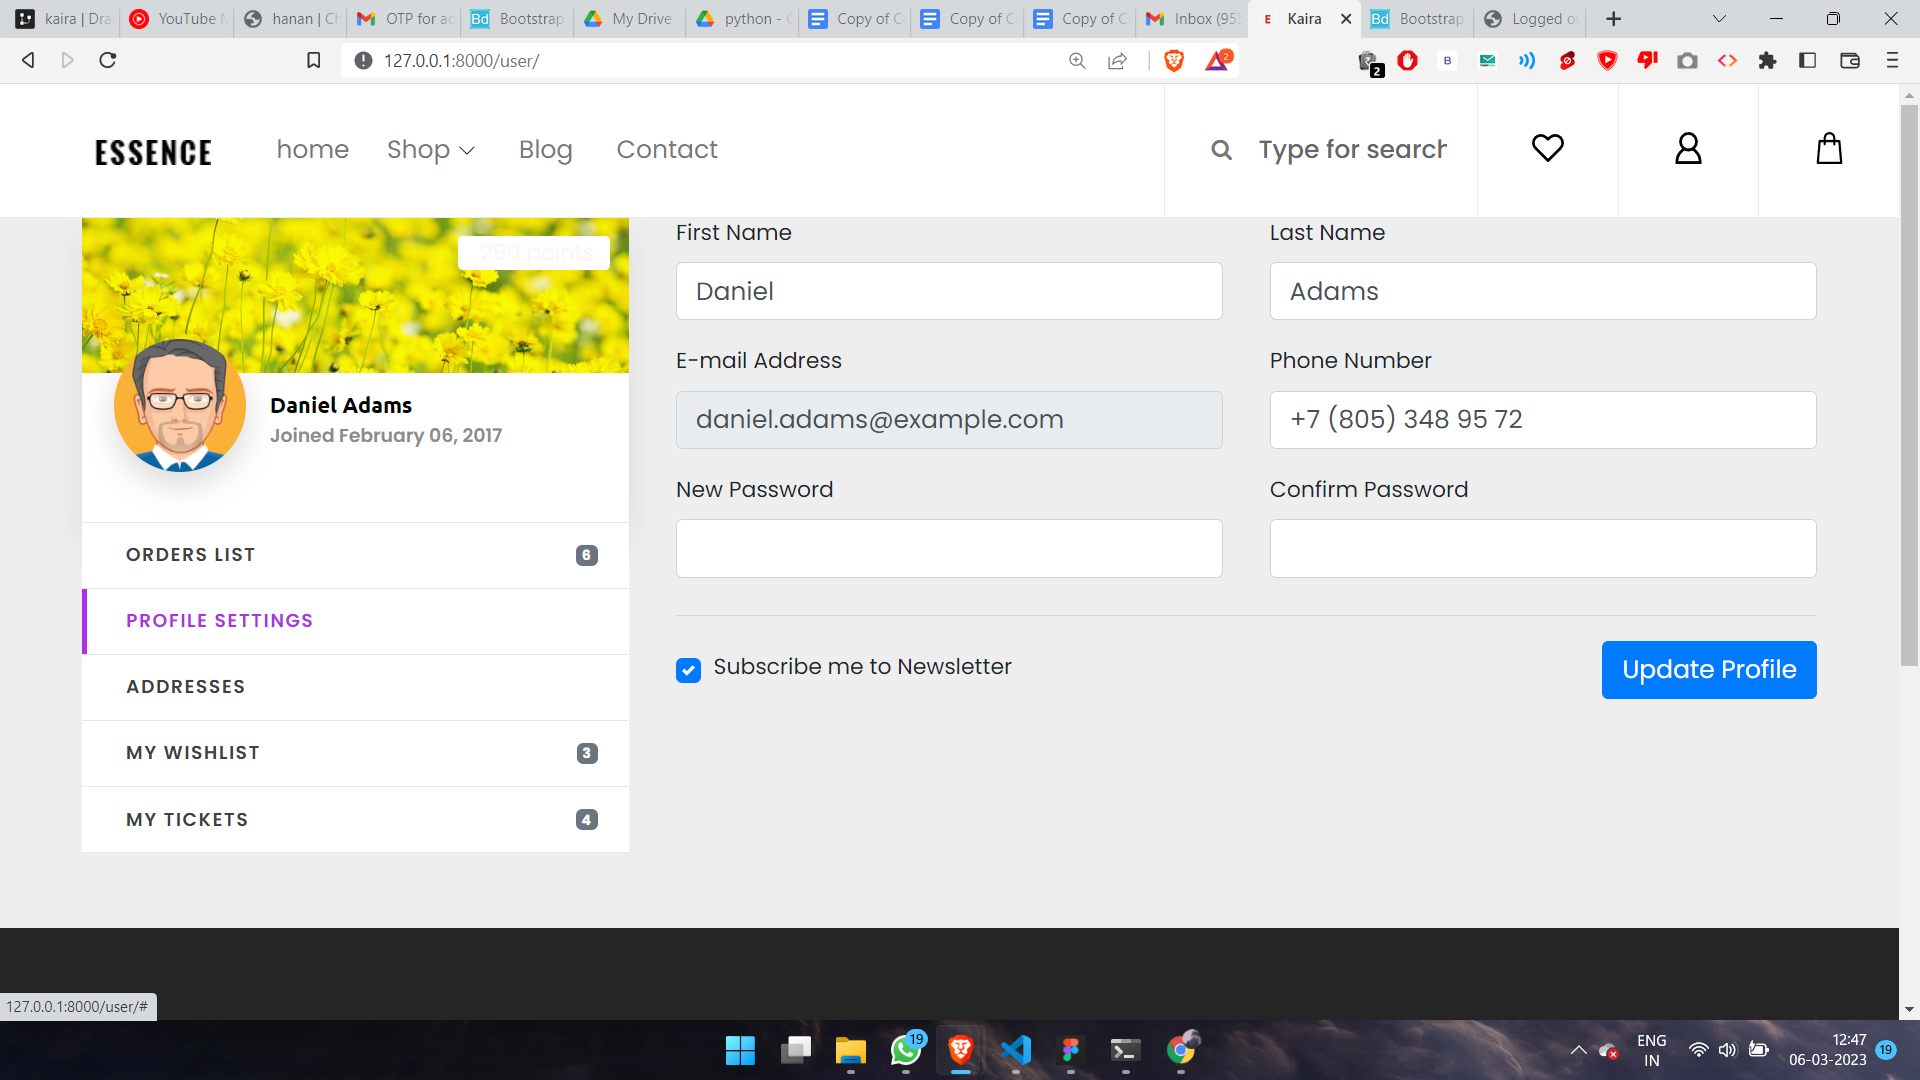 kaira | Dra
YouTube M
hanan | Ch
OTP for ac
Bootstrap
My Drive
python - G
Copy of C
Copy of C
Copy of C
Inbox (955
Kaira
Bootstrap
Logged ou
127.0.0.1:8000/user/
2
2
B
ESSENCE
home
Shop
Blog
Contact
Type for search
290 points
Daniel Adams
Joined February 06, 2017
ORDERS LIST 6
PROFILE SETTINGS
ADDRESSES
MY WISHLIST 3
MY TICKETS 4
First Name
Last Name
Daniel
Adams
E-mail Address
Phone Number
daniel.adams@example.com
+7 (805) 348 95 72
New Password
Confirm Password
Subscribe me to Newsletter
Update Profile
127.0.0.1:8000/user/#
19
ENG
IN
12:47
06-03-2023
19